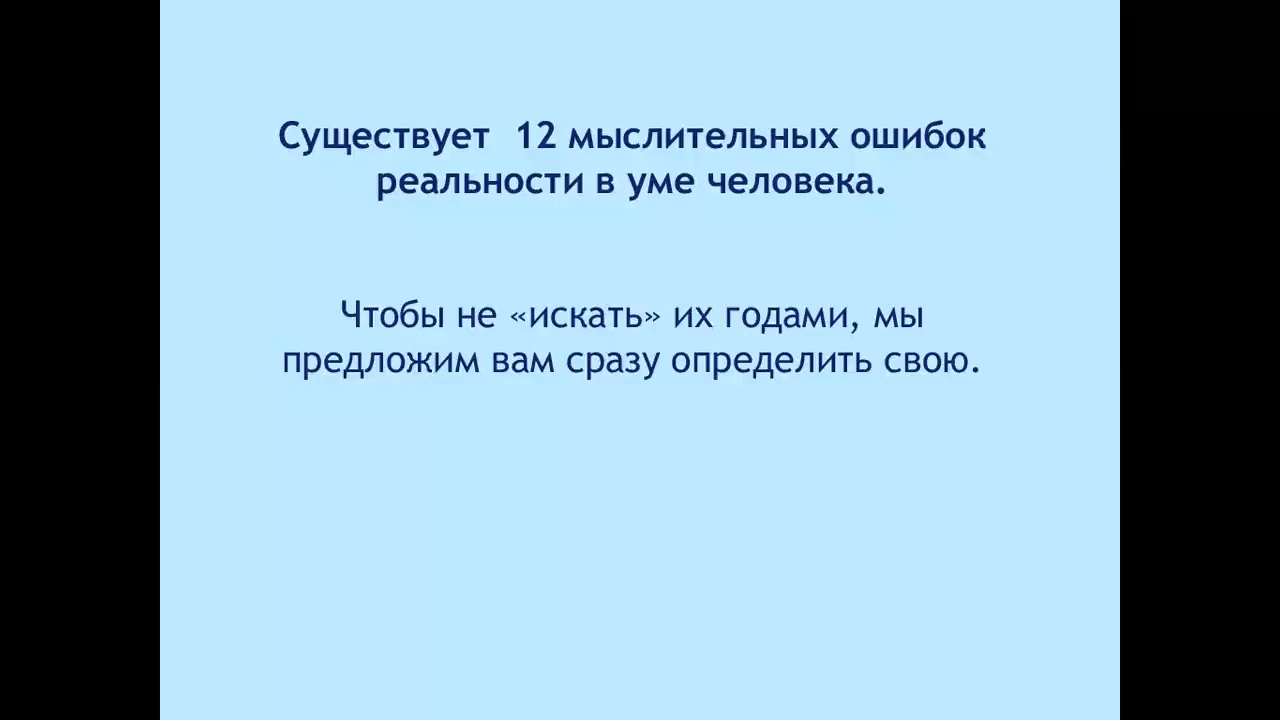 Существует 12 мыслительных ошибок
реальности в уме человека.
Чтобы не «искать» их годами, мы
предложим вам сразу определить свою.